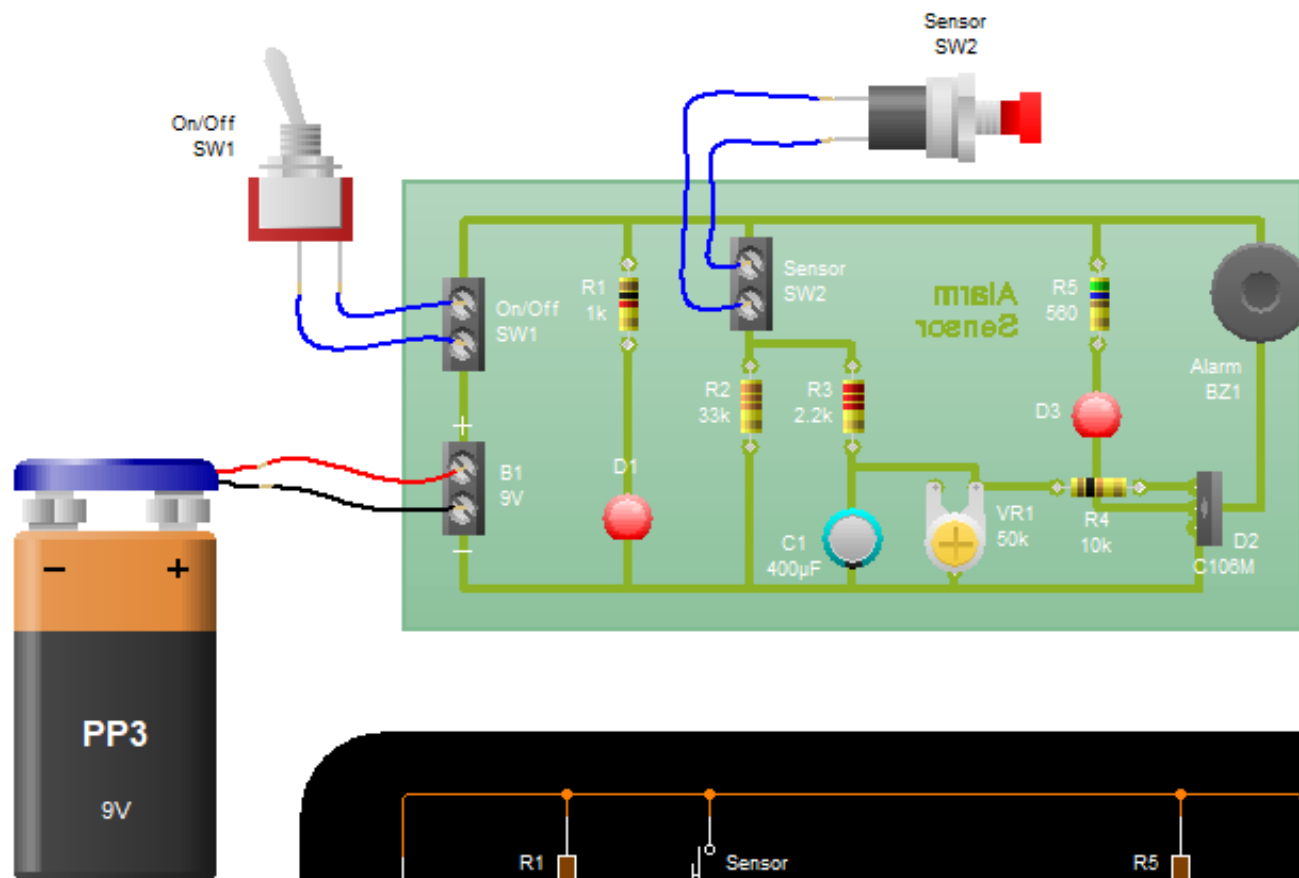 Sensor
SW2
On/Off
SW1
Sensor
SW2
On/Off
SW1
R1
1k
Alarm
Sensor
R5
560
R2
33k
R3
2.2k
D3
Alarm
BZ1
+
B1
9V
−
D1
C1
400µF
VR1
50k
R4
10k
D2
C106M
− +
PP3
9V
R1
Sensor
R5